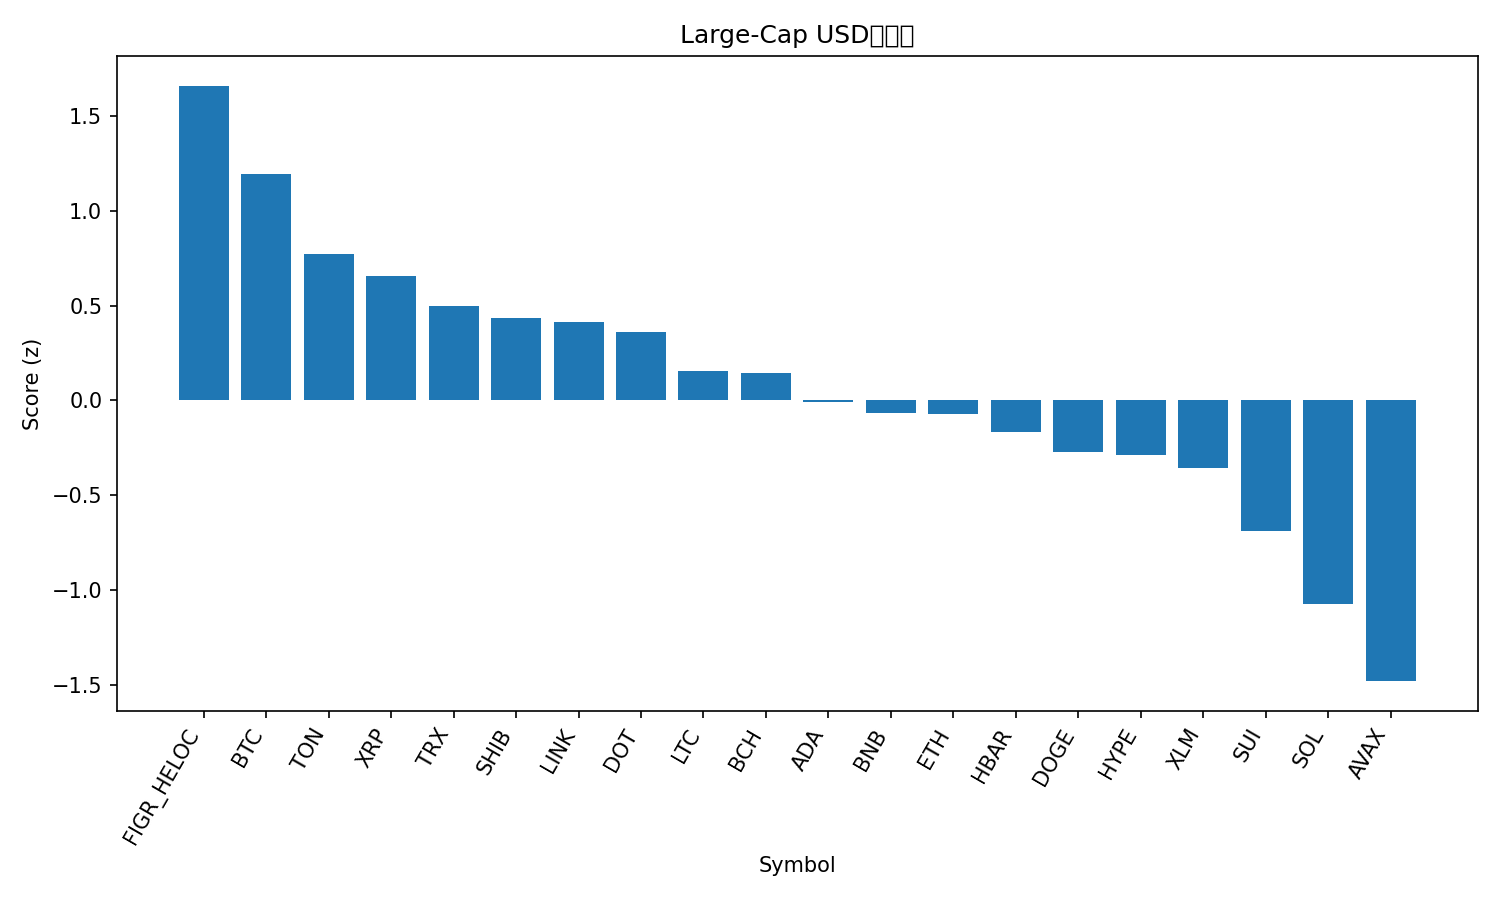 Large-Cap USD
Score (z)
1.5
1.0
0.5
0.0
−0.5
−1.0
−1.5
FIGR_HELOC
BTC
TON
XRP
TRX
SHIB
LINK
DOT
LTC
BCH
ADA
BNB
ETH
HBAR
DOGE
HYPE
XLM
SUI
SOL
AVAX
Symbol